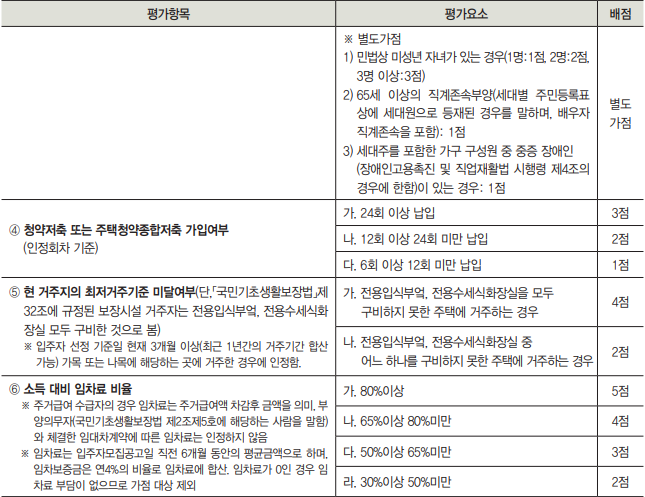 평가항목 평가요소 배점
※ 별도가점
1) 민법상 미성년 자녀가 있는 경우(1명:1점, 2명:2점,
3명 이상:3점)
2) 65세 이상의 직계존속부양(세대별 주민등록표
상에 세대원으로 등재된 경우를 말하며, 배우자
직계존속을 포함): 1점
3) 세대주를 포함한 가구 구성원 중 중증 장애인
(장애인고용촉진 및 직업재활법 시행령 제4조의
경우에 한함)이 있는 경우: 1점
별도
가점
④ 청약저축 또는 주택청약종합저축 가입여부
(인정회차 기준)
가. 24회 이상 납입 3점
나. 12회 이상 24회 미만 납입 2점
다. 6회 이상 12회 미만 납입 1점
⑤ 현 거주지의 최저거주기준 미달여부(단,「국민기초생활보장법」제
32조에 규정된 보장시설 거주자는 전용입식부엌, 전용수세식화
장실 모두 구비한 것으로 봄)
※ 입주자 선정 기준일 현재 3개월 이상(최근 1년간의 거주기간 합산
가능) 가목 또는 나목에 해당하는 곳에 거주한 경우에 인정함.
가. 전용입식부엌, 전용수세식화장실을 모두
구비하지 못한 주택에 거주하는 경우
4점
나. 전용입식부엌, 전용수세식화장실 중
어느 하나를 구비하지 못한 주택에 거주하는 경우
2점
⑥ 소득 대비 임차료 비율
※ 주거급여 수급자의 경우 임차료는 주거급여액 차감후 금액을 의미, 부
양의무자(국민기초생활보장법 제2조제5호에 해당하는 사람을 말함)
와 체결한 임대차계약에 따른 임차료는 인정하지 않음
※ 임차료는 입주자모집공고일 직전 6개월 동안의 평균금액으로 하며,
임차보증금은 연4%의 비율로 임차료에 합산. 임차료가 0인 경우 임
차료 부담이 없으므로 가점 대상 제외
가. 80%이상 5점
나. 65%이상 80%미만 4점
다. 50%이상 65%미만 3점
라. 30%이상 50%미만 2점